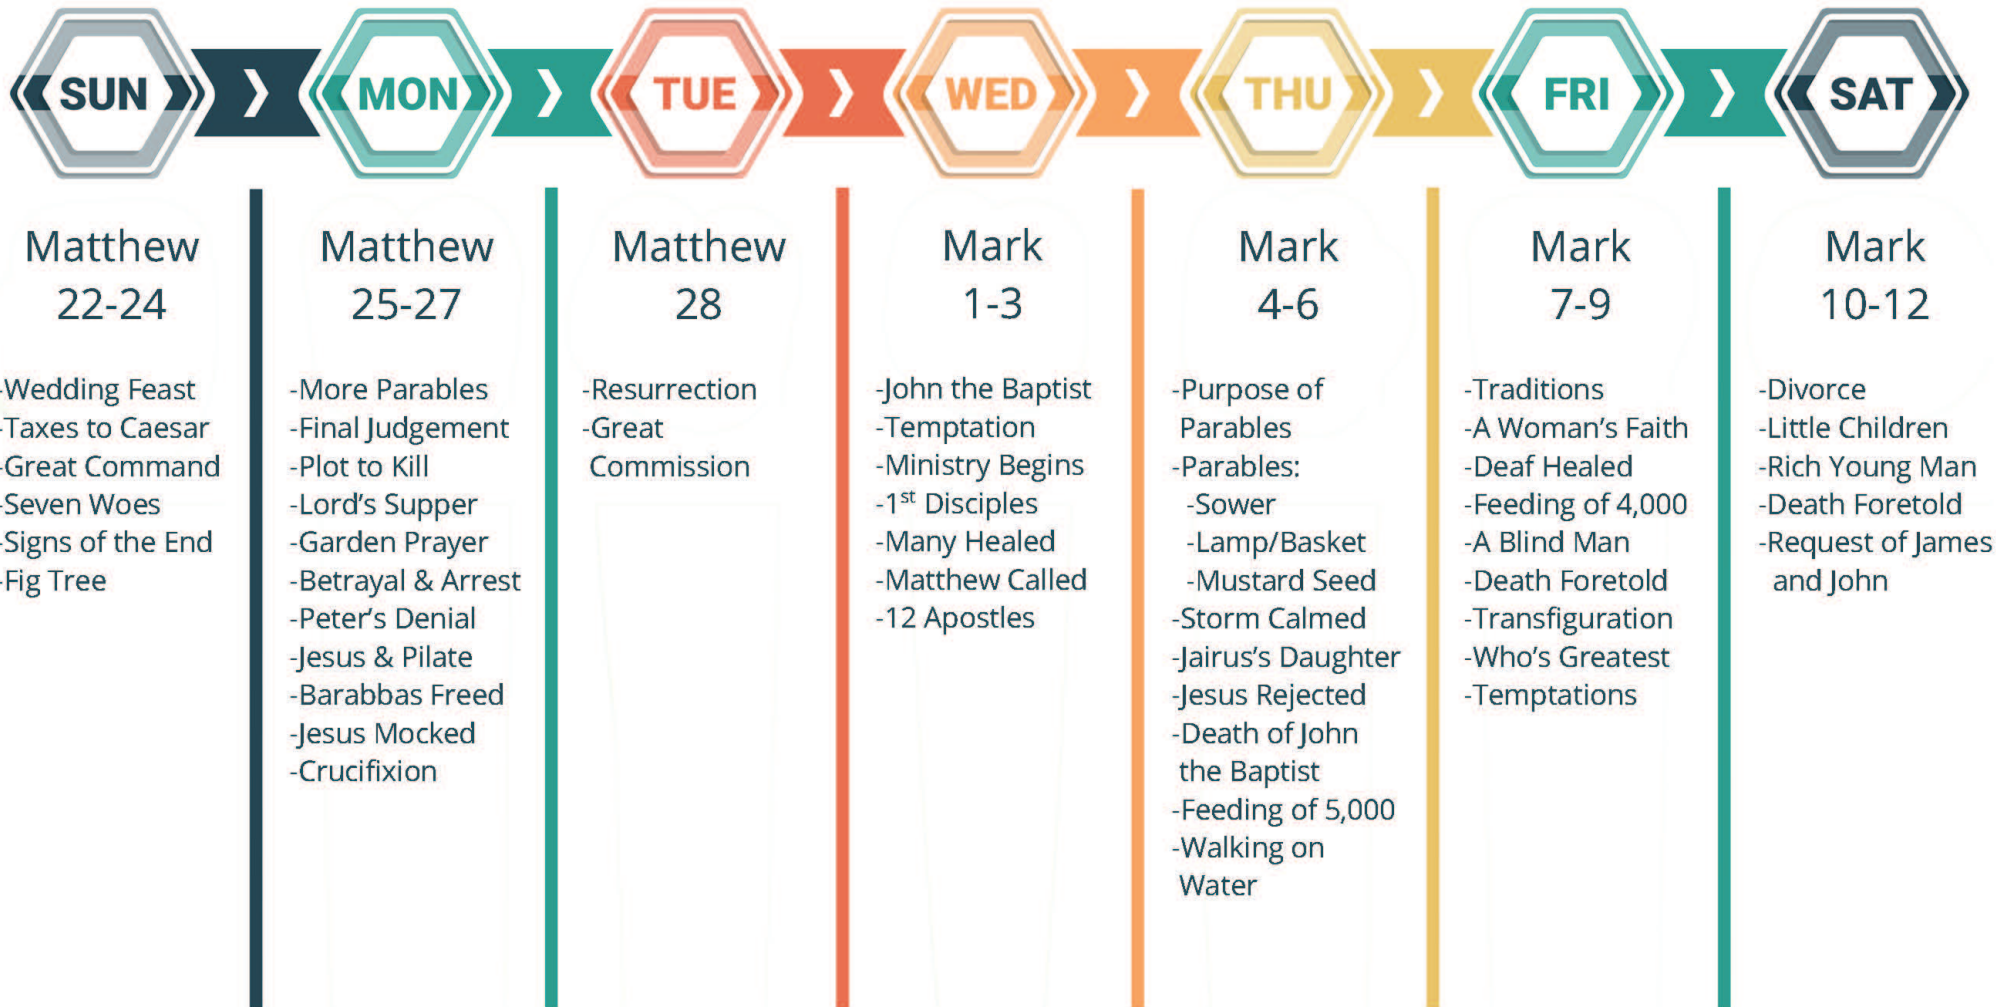 SUN
MON
TUE
WED
THU
FRI
SAT
Matthew
22-24
-Wedding Feast
-Taxes to Caesar
-Great Command
-Seven Woes
-Signs of the End
-Fig Tree
Matthew
25-27
-More Parables
-Final Judgement
-Plot to Kill
-Lord's Supper
-Garden Prayer
-Betrayal & Arrest
-Peter's Denial
-Jesus & Pilate
-Barabbas Freed
-Jesus Mocked
-Crucifixion
Matthew
28
-Resurrection
-Great
Commission
Mark
1-3
-John the Baptist
-Temptation
-Ministry Begins
-1st Disciples
-Many Healed
-Matthew Called
-12 Apostles
Mark
4-6
-Purpose of
Parables
-Parables:
-Sower
-Lamp/Basket
-Mustard Seed
-Storm Calmed
-Jairus's Daughter
-Jesus Rejected
-Death of John
the Baptist
-Feeding of 5,000
-Walking on
Water
Mark
7-9
-Traditions
-A Woman's Faith
-Deaf Healed
-Feeding of 4,000
-A Blind Man
-Death Foretold
-Transfiguration
-Who's Greatest
-Temptations
Mark
10-12
-Divorce
-Little Children
-Rich Young Man
-Death Foretold
-Request of James
and John